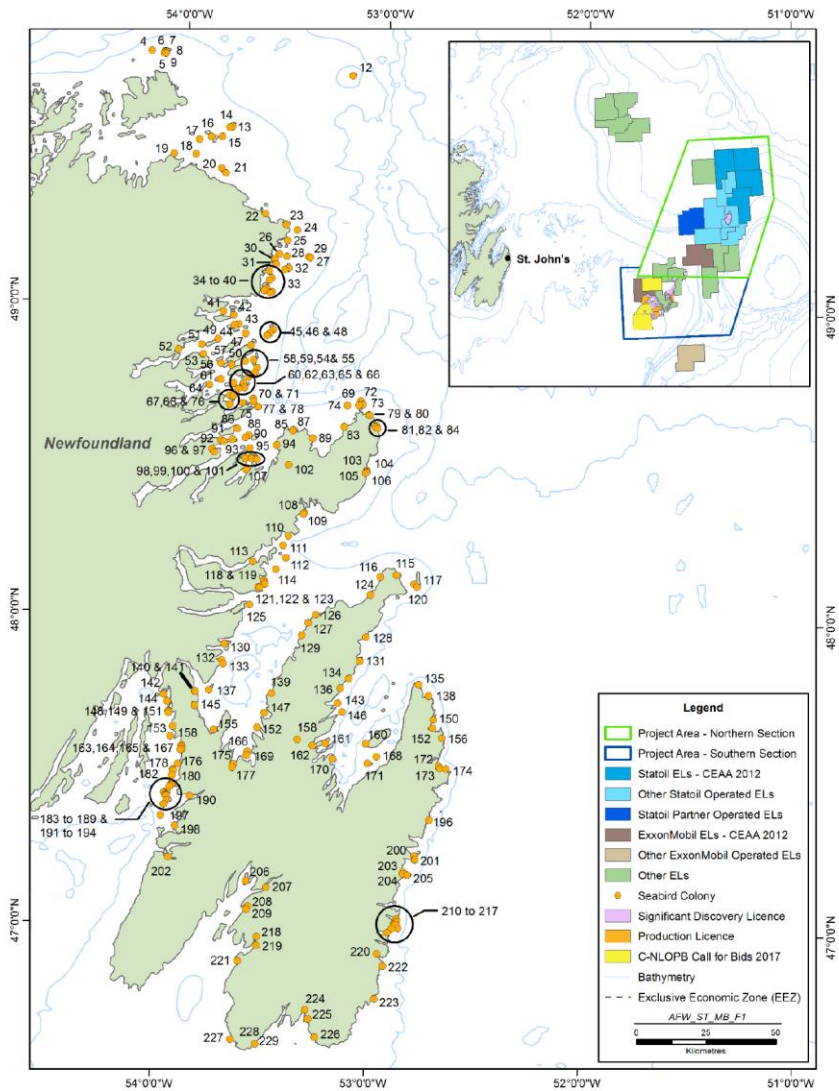 54°0'0"W
53°0'0"W
52°0'0"W
51°0'0"W
4
6
7
8
5
9
12
14
16
13
17
15
19
18
20
21
22
23
24
26
25
30
28
29
31
32
27
34 to 40
33
49°0'0"N
49°0'0"N
41
42
43
45,46 & 48
49
44
47
52
57
50
58,59,54& 55
53
56
61
60,62,63,65 & 66
64
67,66 & 76
70 & 71
69
72
74
73
75
77 & 78
79 & 80
86
88
85
87
81,82 & 84
91
90
89
83
Newfoundland
92
94
96 & 97
93
95
98,99,100 & 101
102
103
104
107
105
106
108
109
110
111
113
112
116
115
118 & 119
114
124
117
121,122 & 123
120
48°0'0"N
48°0'0"N
125
126
127
129
128
130
132
133
131
140 & 141
134
135
142
137
139
136
138
144
143
148,149 & 151
145
147
146
150
153
155
152
158
152
156
163,164,165 & 167
158
166
161
160
178
176
175
169
162
168
172
182
180
177
170
171
173
174
183 to 189 &
191 to 194
190
197
198
196
202
200
201
203
204
205
206
207
208
209
210 to 217
47°0'0"N
47°0'0"N
218
219
220
221
222
224
223
225
227
228
226
229
54°0'0"W
53°0'0"W
52°0'0"W
51°0'0"W
St. John's
Legend
Project Area - Northern Section
Project Area - Southern Section
Statoil ELs - CEAA 2012
Other Statoil Operated ELs
Statoil Partner Operated ELs
ExxonMobil ELs - CEAA 2012
Other ExxonMobil Operated ELs
Other ELs
Seabird Colony
Significant Discovery Licence
Production Licence
C-NLOPB Call for Bids 2017
Bathymetry
Exclusive Economic Zone (EEZ)
AFW_ST_MB_F1
0
25
50
Kilometres